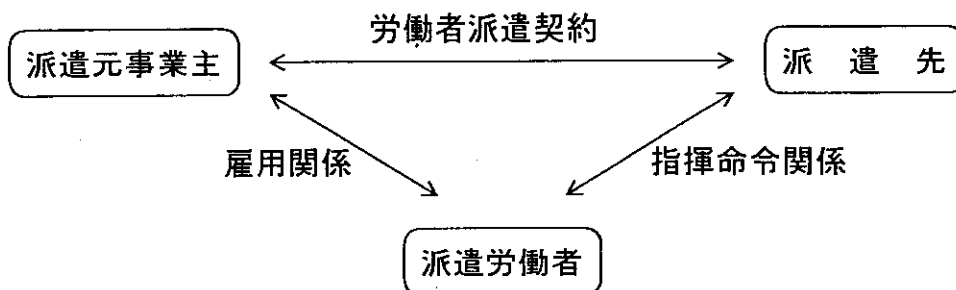 労働者派遣契約
派遣元事業主
派遣先
雇用関係
指揮命令関係
派遣労働者